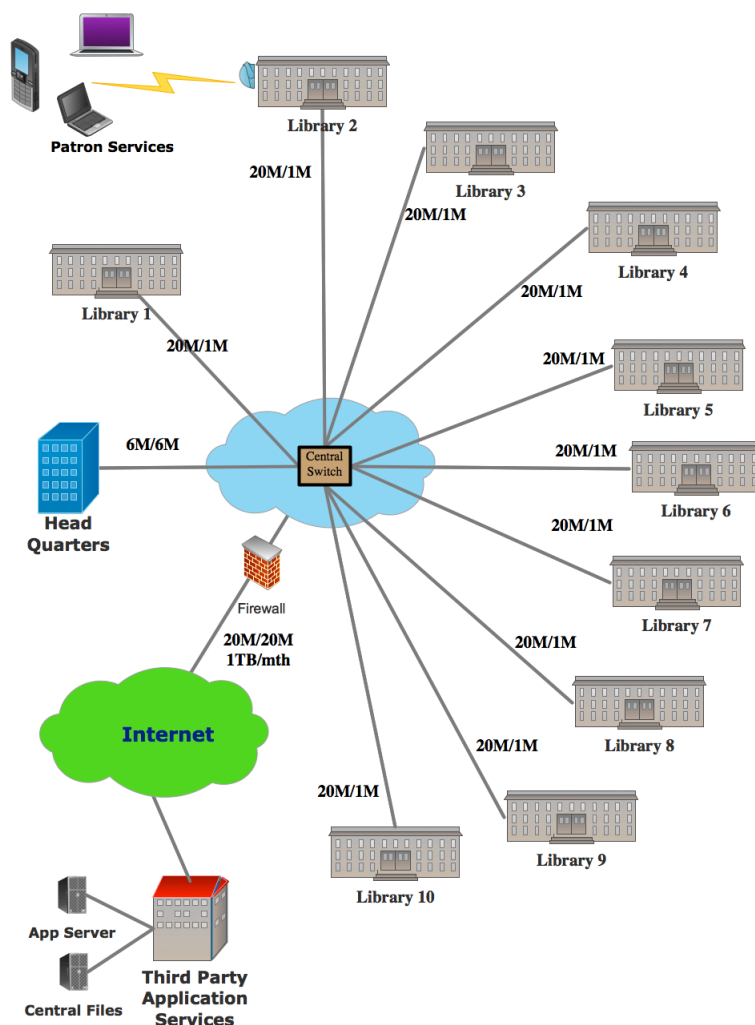 Patron Services
Library 2
20M/1M
Library 3
20M/1M
Library 4
20M/1M
Library 1
20M/1M
Library 5
20M/1M
6M/6M
Central
Switch
20M/1M
Library 6
Head
Quarters
20M/1M
Firewall
Library 7
20M/20M
1TB/mth
20M/1M
Internet
Library 8
20M/1M
20M/1M
Library 9
Library 10
App Server
Third Party
Application
Services
Central Files